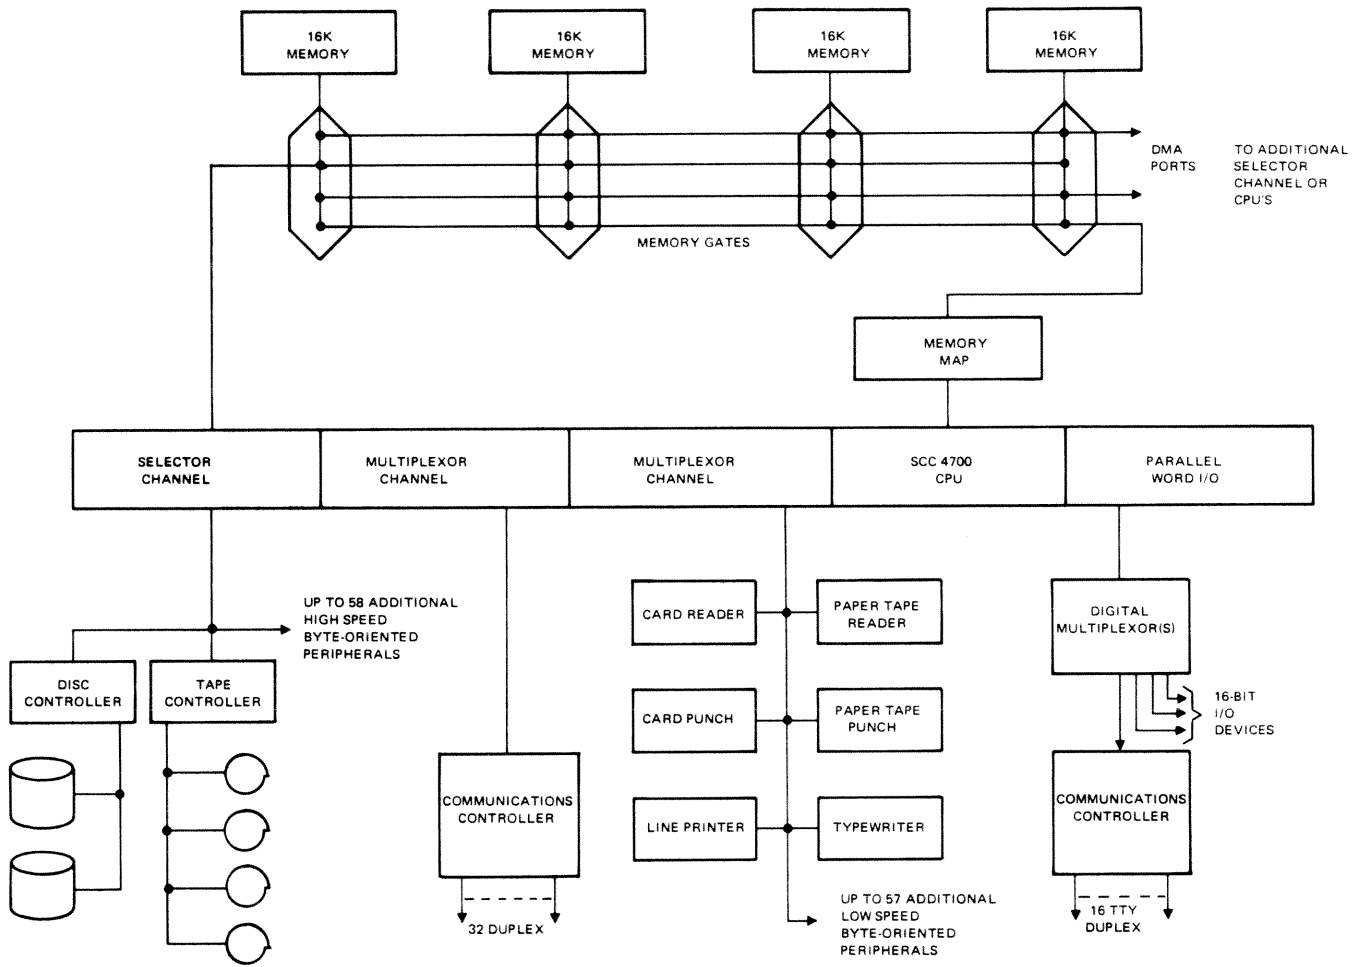 16K
MEMORY
16K
MEMORY
16K
MEMORY
16K
MEMORY
DMA
PORTS
TO ADDITIONAL
SELECTOR
CHANNEL OR
CPU'S
MEMORY GATES
MEMORY
MAP
SELECTOR
CHANNEL
MULTIPLEXOR
CHANNEL
MULTIPLEXOR
CHANNEL
SCC 4700
CPU
PARALLEL
WORD I/O
UP TO 58 ADDITIONAL
HIGH SPEED
BYTE-ORIENTED
PERIPHERALS
DISC
CONTROLLER
TAPE
CONTROLLER
COMMUNICATIONS
CONTROLLER
32 DUPLEX
CARD READER
PAPER TAPE
READER
CARD PUNCH
PAPER TAPE
PUNCH
LINE PRINTER
TYPEWRITER
UP TO 57 ADDITIONAL
LOW SPEED
BYTE-ORIENTED
PERIPHERALS
DIGITAL
MULTIPLEXOR(S)
16-BIT
I/O
DEVICES
COMMUNICATIONS
CONTROLLER
16 TTY
DUPLEX